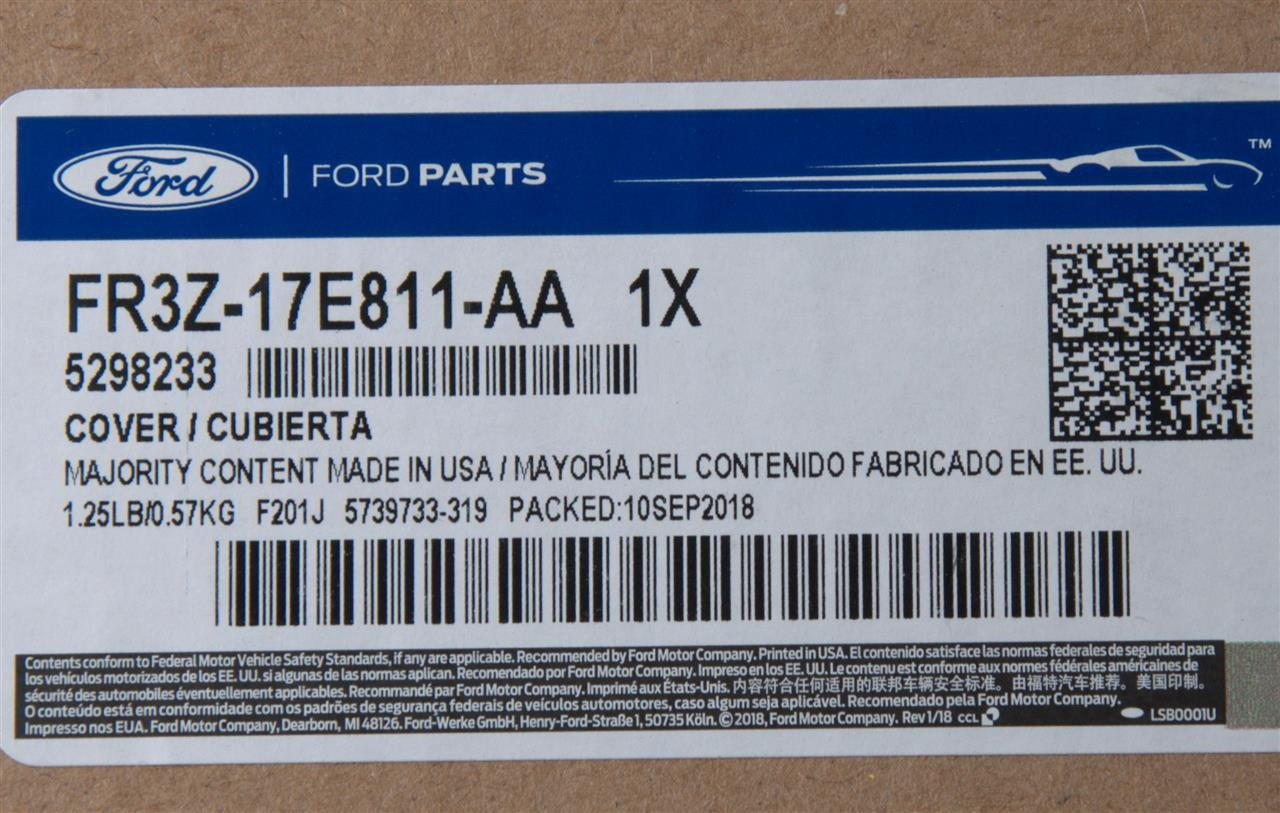 Ford | FORD PARTS ™
FR3Z-17E811-AA 1X
5298233
COVER / CUBIERTA
MAJORITY CONTENT MADE IN USA / MAYORÍA DEL CONTENIDO FABRICADO EN EE. UU.
1.25LB/0.57KG F201J 5739733-319 PACKED:10SEP2018
Contents conform to Federal Motor Vehicle Safety Standards, if any are applicable. Recommended by Ford Motor Company. Printed in USA. El contenido satisface las normas federales de seguridad para
los vehículos motorizados de los EE. UU. si algunas de las normas aplican. Recomendado por Ford Motor Company. Impreso en los EE. UU. Le contenu est conforme aux normes fédérales américaines de
sécurité des automobiles éventuellement applicables. Recommandé par Ford Motor Company. Imprimé aux États-Unis. 内容符合任何适用的联邦车辆安全标准。由福特汽车推荐。美国印制。
O conteúdo está em conformidade com os padrões de segurança federais de veículos automotores, caso algum seja aplicável. Recomendado pela Ford Motor Company.
Impresso nos EUA. Ford Motor Company, Dearborn, MI 48126. Ford-Werke GmbH, Henry-Ford-Straße 1, 50735 Köln. © 2018, Ford Motor Company. Rev 1/18 CCL LSB0001U